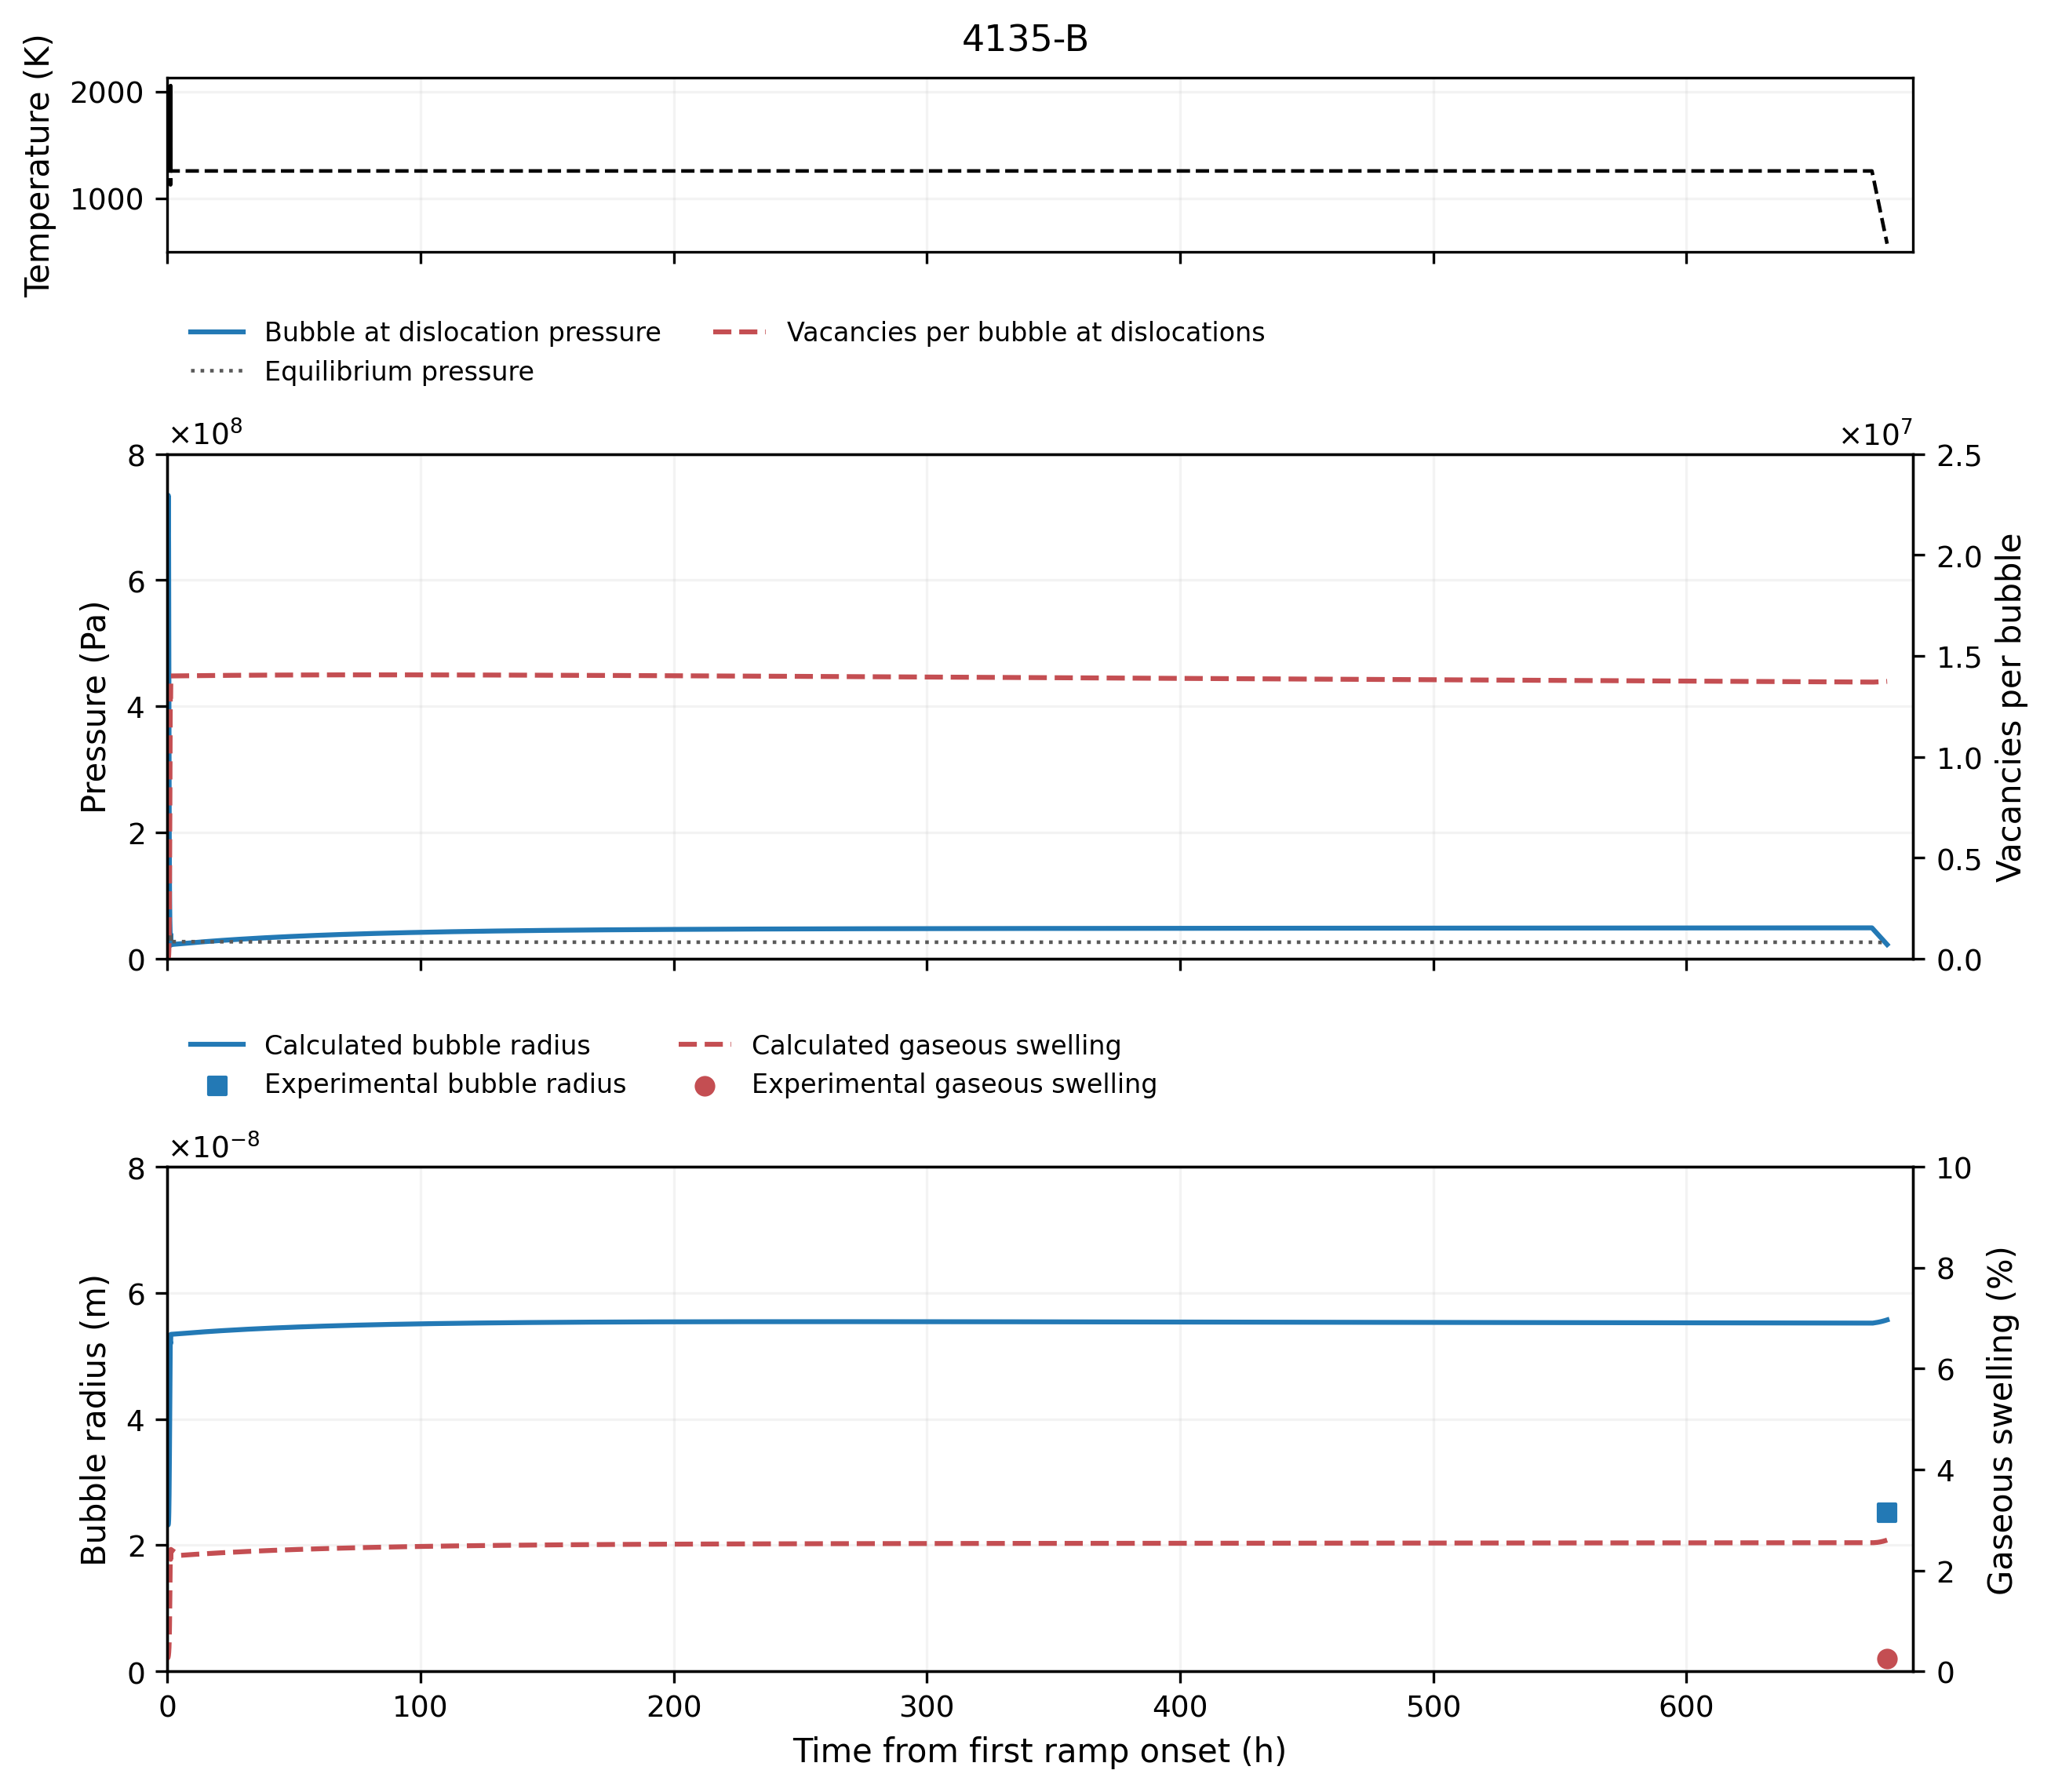 4135-B
Temperature (K)
2000
1000
Bubble at dislocation pressure
Vacancies per bubble at dislocations
Equilibrium pressure
×10⁸
×10⁷
Pressure (Pa)
8
6
4
2
0
2.5
2.0
1.5
1.0
0.5
0.0
Vacancies per bubble
Calculated bubble radius
Calculated gaseous swelling
Experimental bubble radius
Experimental gaseous swelling
×10⁻⁸
Bubble radius (m)
8
6
4
2
0
10
8
6
4
2
0
Gaseous swelling (%)
0 100 200 300 400 500 600
Time from first ramp onset (h)